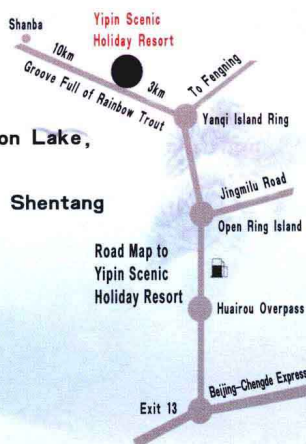 Shanba
Yipin Scenic
Holiday Resort
10km
3km
Groove Full of Rainbow Trout
To Fengning
Yanqi Island Ring
on Lake,
Jingmilu Road
Shentang
Open Ring Island
Road Map to
Yipin Scenic
Holiday Resort
Huairou Overpass
Beijing-Chengde Express
Exit 13